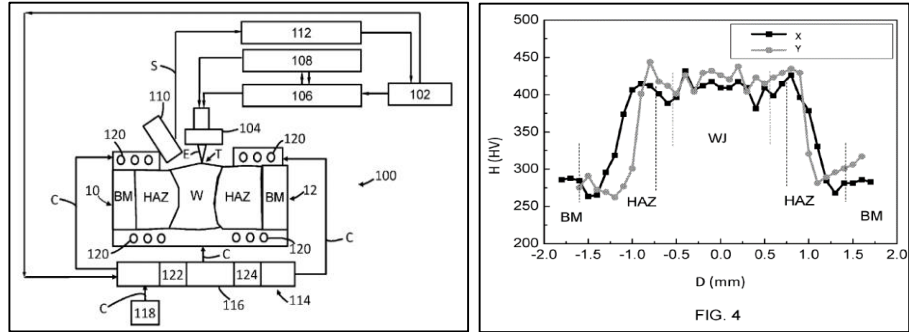 112
108
S
106
102
110
104
120
E
T
120
100
10
BM
HAZ
W
HAZ
BM
12
C
120
120
C
C
122
124
116
114
C
118
X
Y
H (HV)
450
400
350
300
250
200
WJ
HAZ
HAZ
BM
BM
-2.0 -1.5 -1.0 -0.5 0.0 0.5 1.0 1.5 2.0
D (mm)
FIG. 4